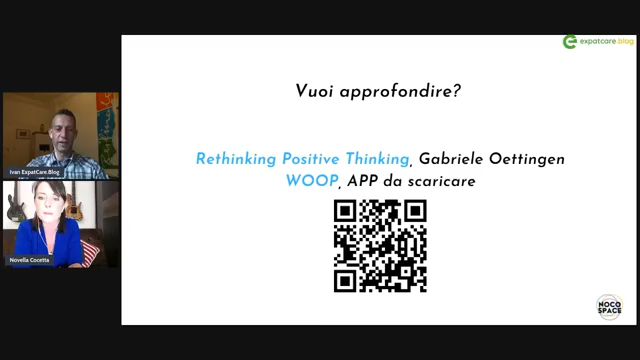 expatcare.blog
Vuoi approfondire?
Rethinking Positive Thinking, Gabriele Oettingen
WOOP, APP da scaricare
Ivan ExpatCare.Blog
Novella Cocetta
NOCO
SPACE